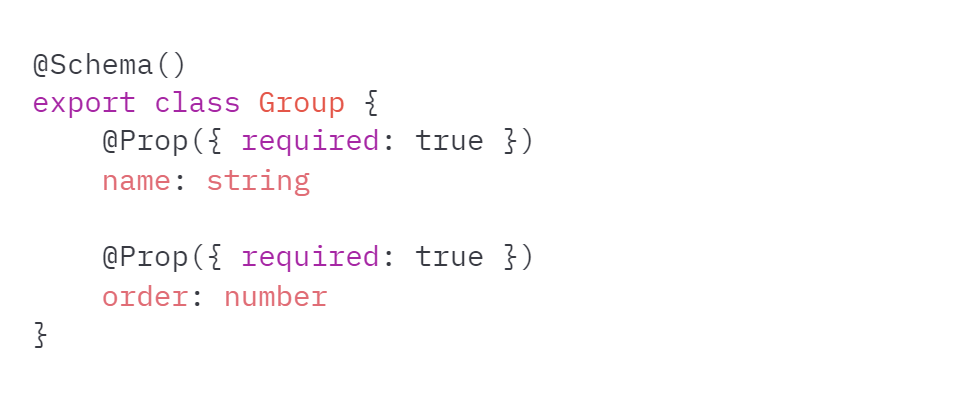 @Schema()
export class Group {
    @Prop({ required: true })
    name: string

    @Prop({ required: true })
    order: number
}